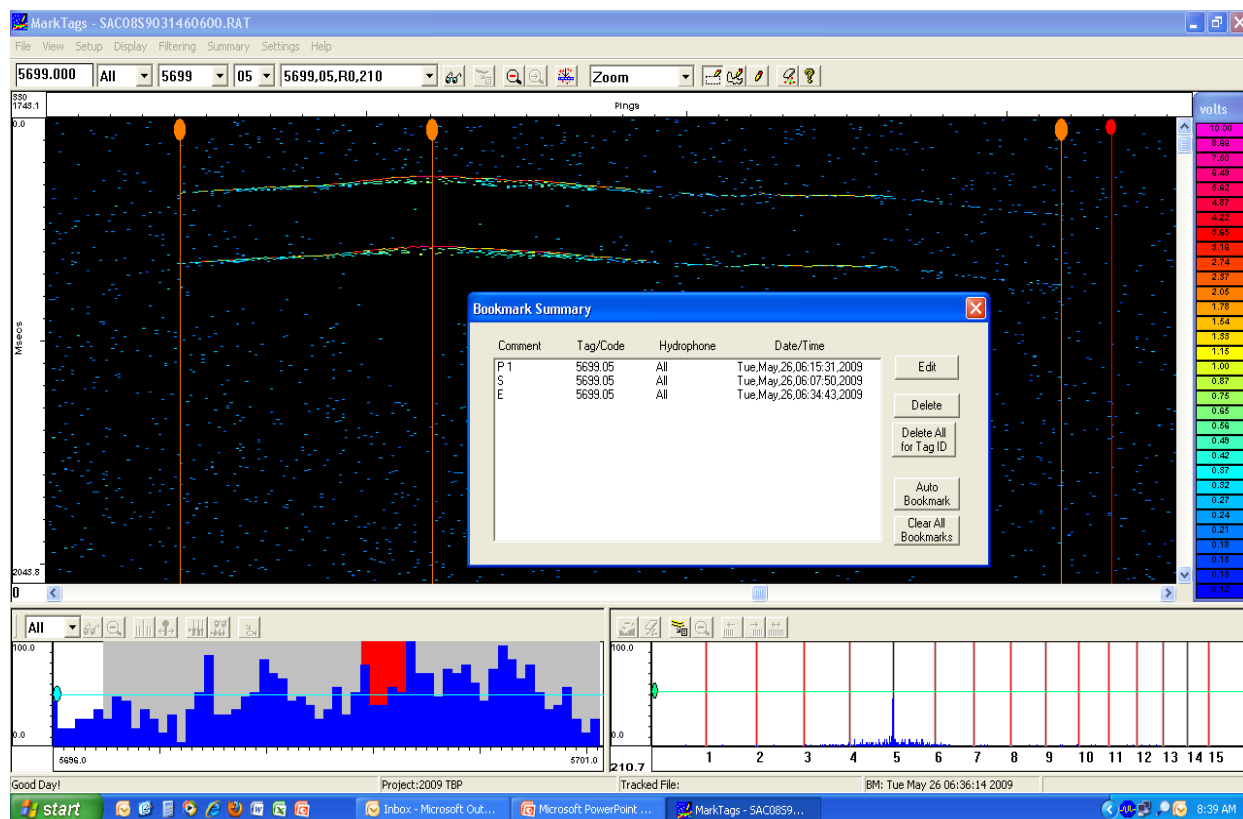 MarkTags - SAC08S9031460600.RAT
File View Setup Display Filtering Summary Settings Help
5699.000 All 5699 05 5699,05,R0,210 Zoom
1743.1 Pings
volts
0.0
10.00
8.66
7.50
6.49
5.62
4.87
4.22
3.65
3.16
2.74
2.37
2.05
1.78
1.54
1.33
1.15
1.00
0.87
0.75
0.65
0.56
0.49
0.42
0.37
0.32
0.27
0.24
0.21
0.18
0.15
0.13
0.12
Msecs
2043.8
0
Bookmark Summary
Comment Tag/Code Hydrophone Date/Time
P 1 5699.05 All Tue,May,26,06:15:31,2009
S 5699.05 All Tue,May,26,06:07:50,2009
E 5699.05 All Tue,May,26,06:34:43,2009
Edit
Delete
Delete All
for Tag ID
Auto
Bookmark
Clear All
Bookmarks
All
100.0
0.0
5696.0 5701.0
100.0
0.0
210.7
1 2 3 4 5 6 7 8 9 10 11 12 13 14 15
Good Day! Project:2009 TBP Tracked File: BM: Tue May 26 06:36:14 2009
start Inbox - Microsoft Out... Microsoft PowerPoint ... MarkTags - SAC08S9... 8:39 AM